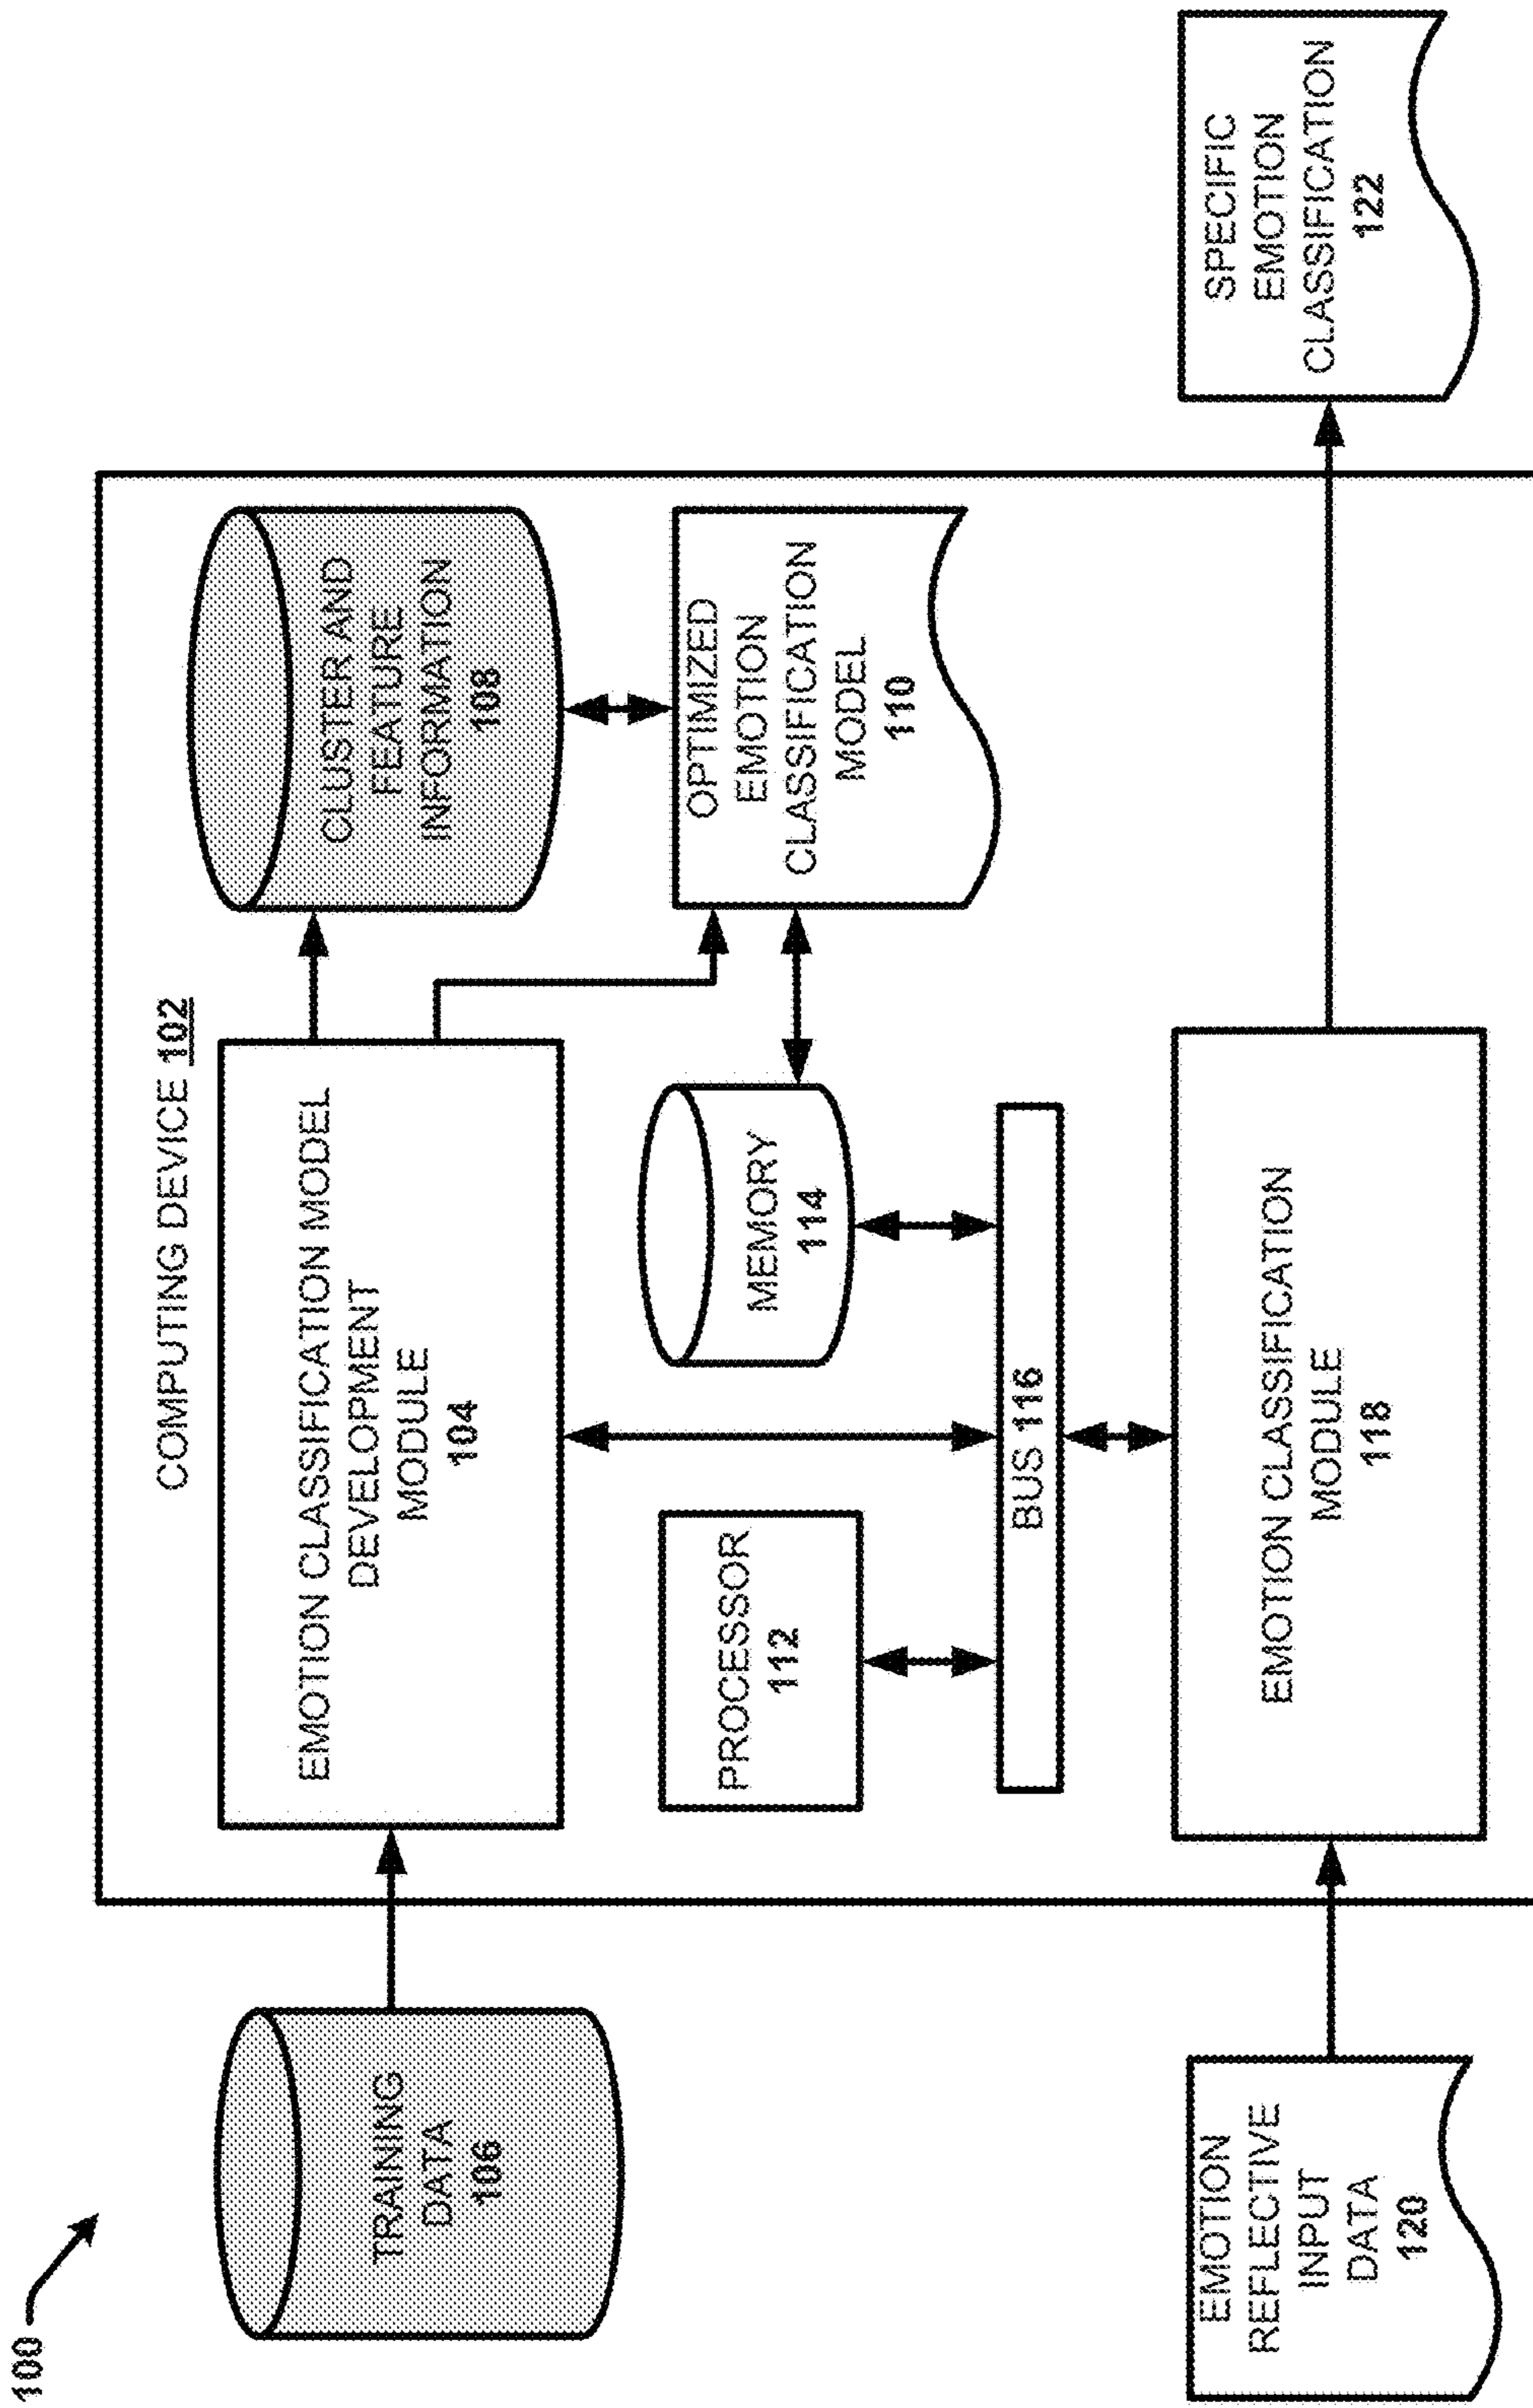 100
COMPUTING DEVICE 102
TRAINING
DATA
106
EMOTION CLASSIFICATION MODEL
DEVELOPMENT
MODULE
104
CLUSTER AND
FEATURE
INFORMATION
108
PROCESSOR
112
MEMORY
114
OPTIMIZED
EMOTION
CLASSIFICATION
MODEL
110
BUS 116
EMOTION
REFLECTIVE
INPUT
DATA
120
EMOTION CLASSIFICATION
MODULE
118
SPECIFIC
EMOTION
CLASSIFICATION
122